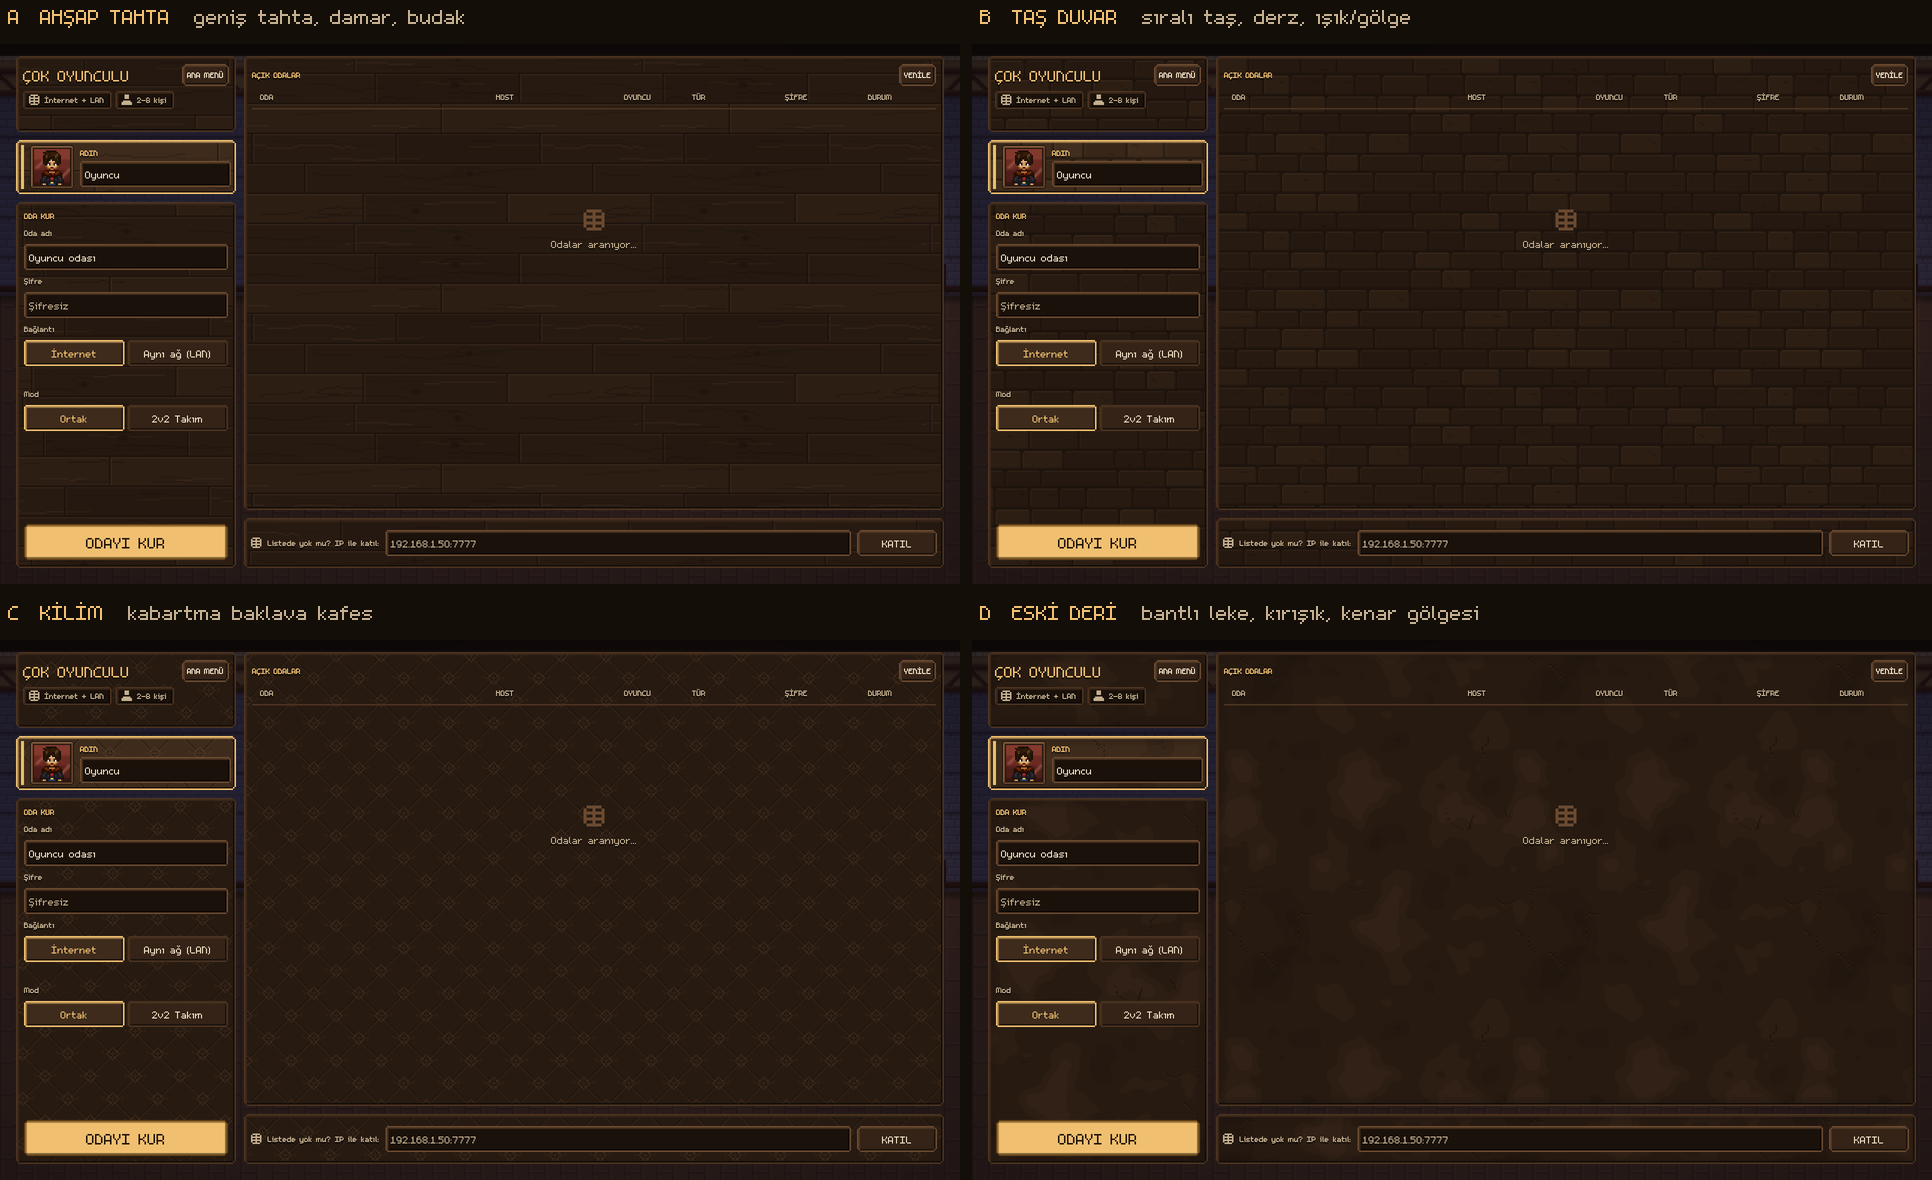 A AHŞAP TAHTA geniş tahta, damar, budak
ÇOK OYUNCULU
ANA MENÜ
İnternet + LAN
2-8 kişi
ADIN
Oyuncu
ODA KUR
Oda adı
Oyuncu odası
Şifre
Şifresiz
Bağlantı
İnternet
Aynı ağ (LAN)
Mod
Ortak
2v2 Takım
ODAYI KUR
AÇIK ODALAR
YENİLE
ODA HOST OYUNCU TÜR ŞİFRE DURUM
Odalar aranıyor...
Listede yok mu? IP ile katıl:
192.168.1.50:7777
KATIL
B TAŞ DUVAR sıralı taş, derz, ışık/gölge
ÇOK OYUNCULU
ANA MENÜ
İnternet + LAN
2-8 kişi
ADIN
Oyuncu
ODA KUR
Oda adı
Oyuncu odası
Şifre
Şifresiz
Bağlantı
İnternet
Aynı ağ (LAN)
Mod
Ortak
2v2 Takım
ODAYI KUR
AÇIK ODALAR
YENİLE
ODA HOST OYUNCU TÜR ŞİFRE DURUM
Odalar aranıyor...
Listede yok mu? IP ile katıl:
192.168.1.50:7777
KATIL
C KİLİM kabartma baklava kafes
ÇOK OYUNCULU
ANA MENÜ
İnternet + LAN
2-8 kişi
ADIN
Oyuncu
ODA KUR
Oda adı
Oyuncu odası
Şifre
Şifresiz
Bağlantı
İnternet
Aynı ağ (LAN)
Mod
Ortak
2v2 Takım
ODAYI KUR
AÇIK ODALAR
YENİLE
ODA HOST OYUNCU TÜR ŞİFRE DURUM
Odalar aranıyor...
Listede yok mu? IP ile katıl:
192.168.1.50:7777
KATIL
D ESKİ DERİ bantlı leke, kırışık, kenar gölgesi
ÇOK OYUNCULU
ANA MENÜ
İnternet + LAN
2-8 kişi
ADIN
Oyuncu
ODA KUR
Oda adı
Oyuncu odası
Şifre
Şifresiz
Bağlantı
İnternet
Aynı ağ (LAN)
Mod
Ortak
2v2 Takım
ODAYI KUR
AÇIK ODALAR
YENİLE
ODA HOST OYUNCU TÜR ŞİFRE DURUM
Odalar aranıyor...
Listede yok mu? IP ile katıl:
192.168.1.50:7777
KATIL